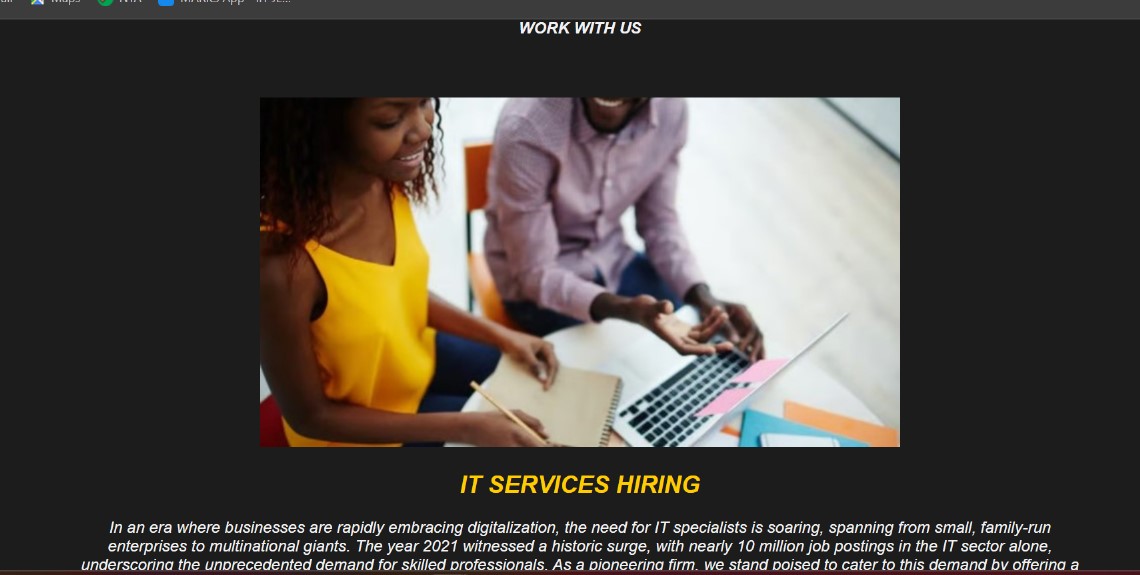 Maps
WORK WITH US
IT SERVICES HIRING
In an era where businesses are rapidly embracing digitalization, the need for IT specialists is soaring, spanning from small, family-run
enterprises to multinational giants. The year 2021 witnessed a historic surge, with nearly 10 million job postings in the IT sector alone,
underscoring the unprecedented demand for skilled professionals. As a pioneering firm, we stand poised to cater to this demand by offering a